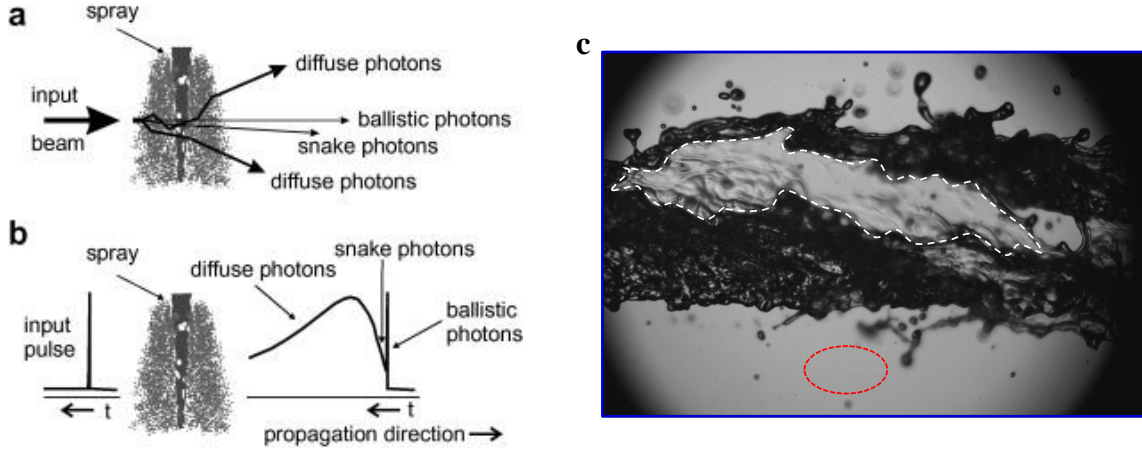 a
spray
diffuse photons
input
beam
ballistic photons
snake photons
diffuse photons
b
spray
snake photons
diffuse photons
input
pulse
ballistic
photons
t
t
propagation direction
c